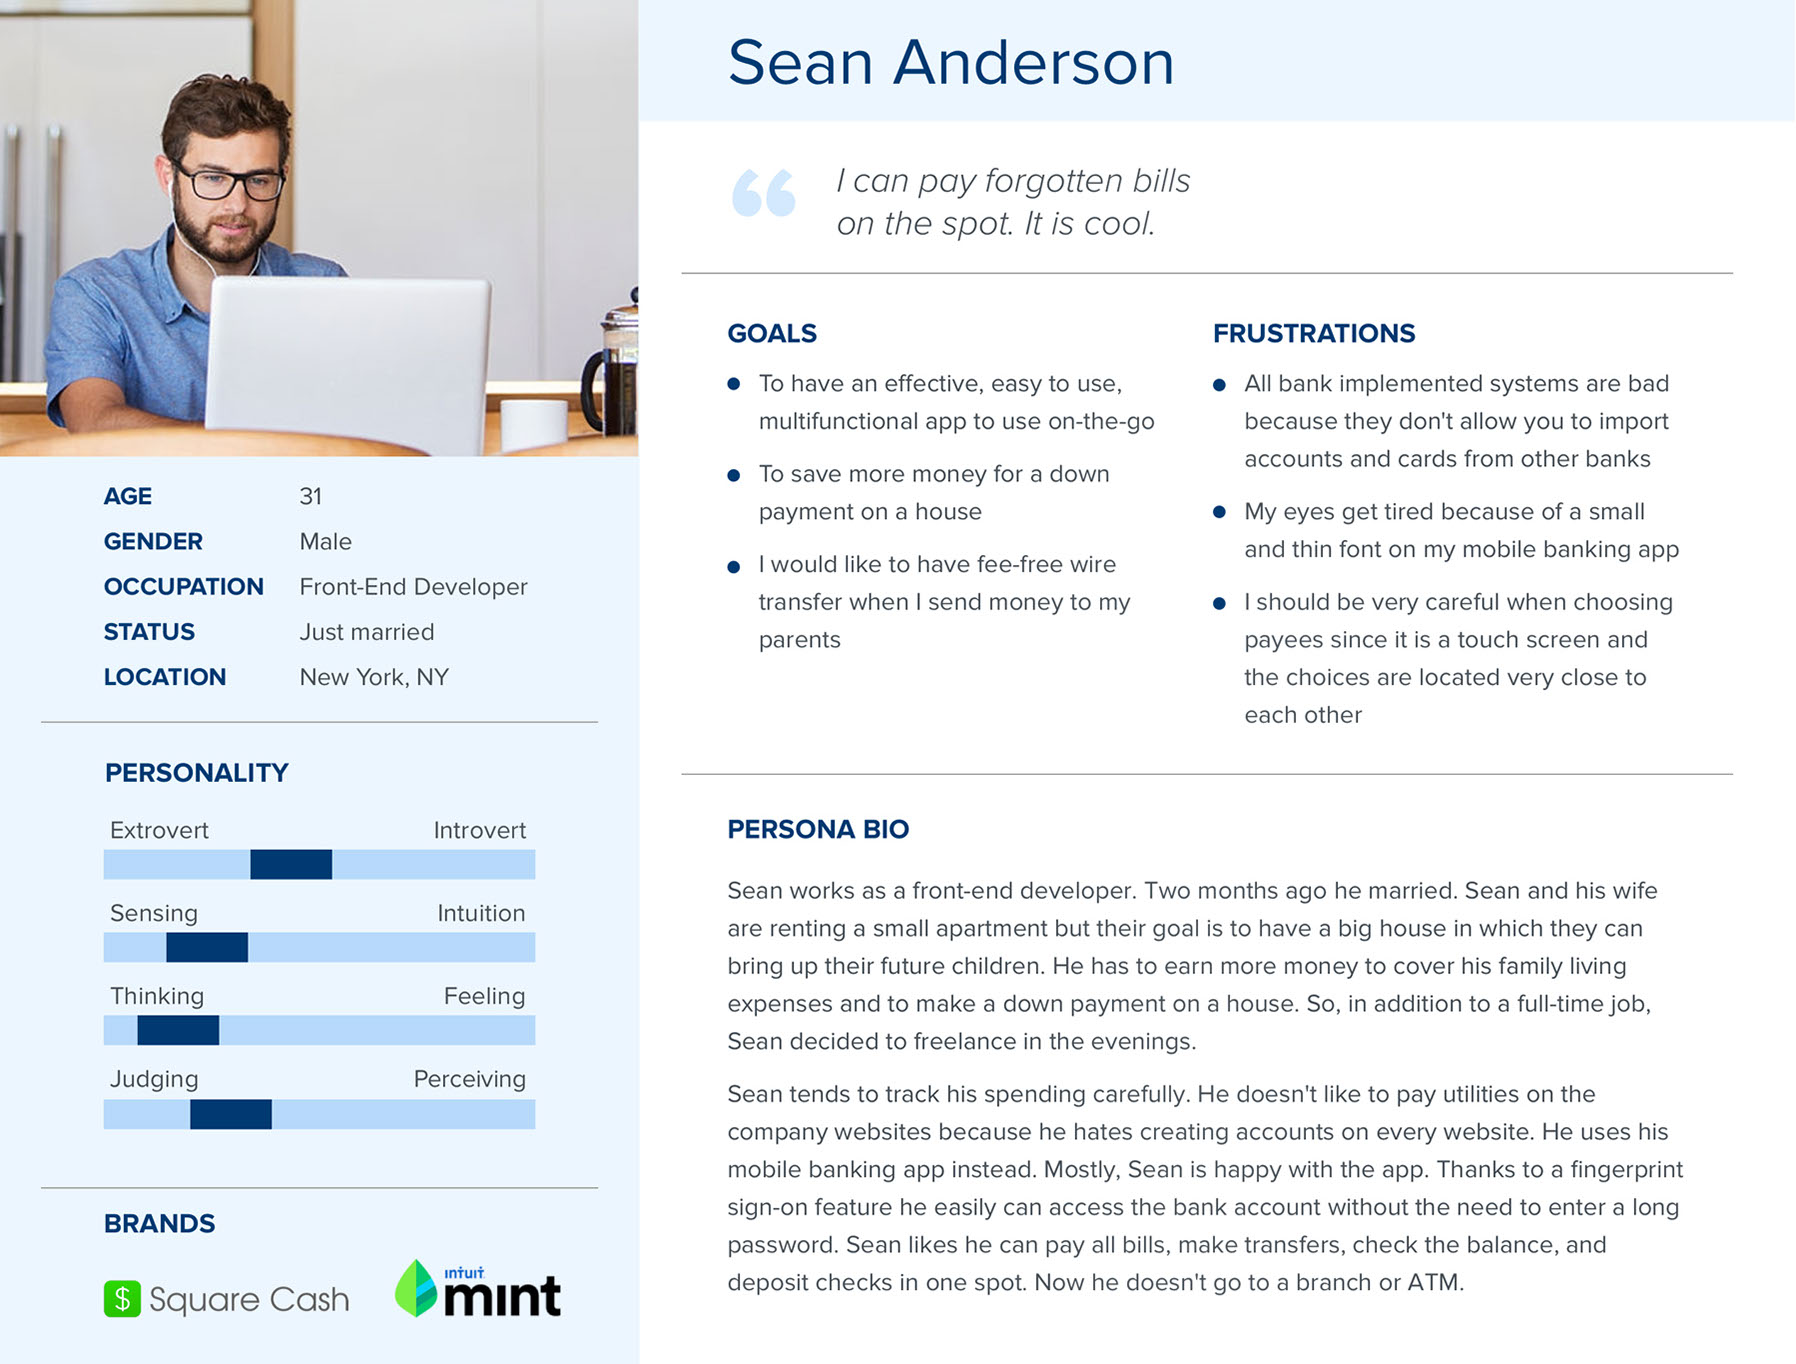 Sean Anderson
“
I can pay forgotten bills
on the spot. It is cool.
AGE 31
GENDER Male
OCCUPATION Front-End Developer
STATUS Just married
LOCATION New York, NY
PERSONALITY
Extrovert Introvert
Sensing Intuition
Thinking Feeling
Judging Perceiving
BRANDS
$ Square Cash
intuit
mint
GOALS
• To have an effective, easy to use,
multifunctional app to use on-the-go
• To save more money for a down
payment on a house
• I would like to have fee-free wire
transfer when I send money to my
parents
FRUSTRATIONS
• All bank implemented systems are bad
because they don't allow you to import
accounts and cards from other banks
• My eyes get tired because of a small
and thin font on my mobile banking app
• I should be very careful when choosing
payees since it is a touch screen and
the choices are located very close to
each other
PERSONA BIO
Sean works as a front-end developer. Two months ago he married. Sean and his wife
are renting a small apartment but their goal is to have a big house in which they can
bring up their future children. He has to earn more money to cover his family living
expenses and to make a down payment on a house. So, in addition to a full-time job,
Sean decided to freelance in the evenings.
Sean tends to track his spending carefully. He doesn't like to pay utilities on the
company websites because he hates creating accounts on every website. He uses his
mobile banking app instead. Mostly, Sean is happy with the app. Thanks to a fingerprint
sign-on feature he easily can access the bank account without the need to enter a long
password. Sean likes he can pay all bills, make transfers, check the balance, and
deposit checks in one spot. Now he doesn't go to a branch or ATM.